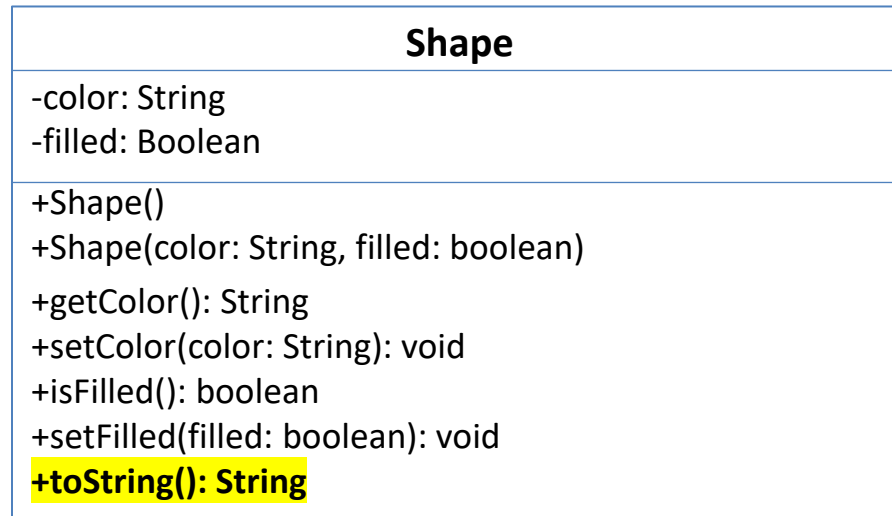 Shape
-color: String
-filled: Boolean
+Shape()
+Shape(color: String, filled: boolean)
+getColor(): String
+setColor(color: String): void
+isFilled(): boolean
+setFilled(filled: boolean): void
+toString(): String